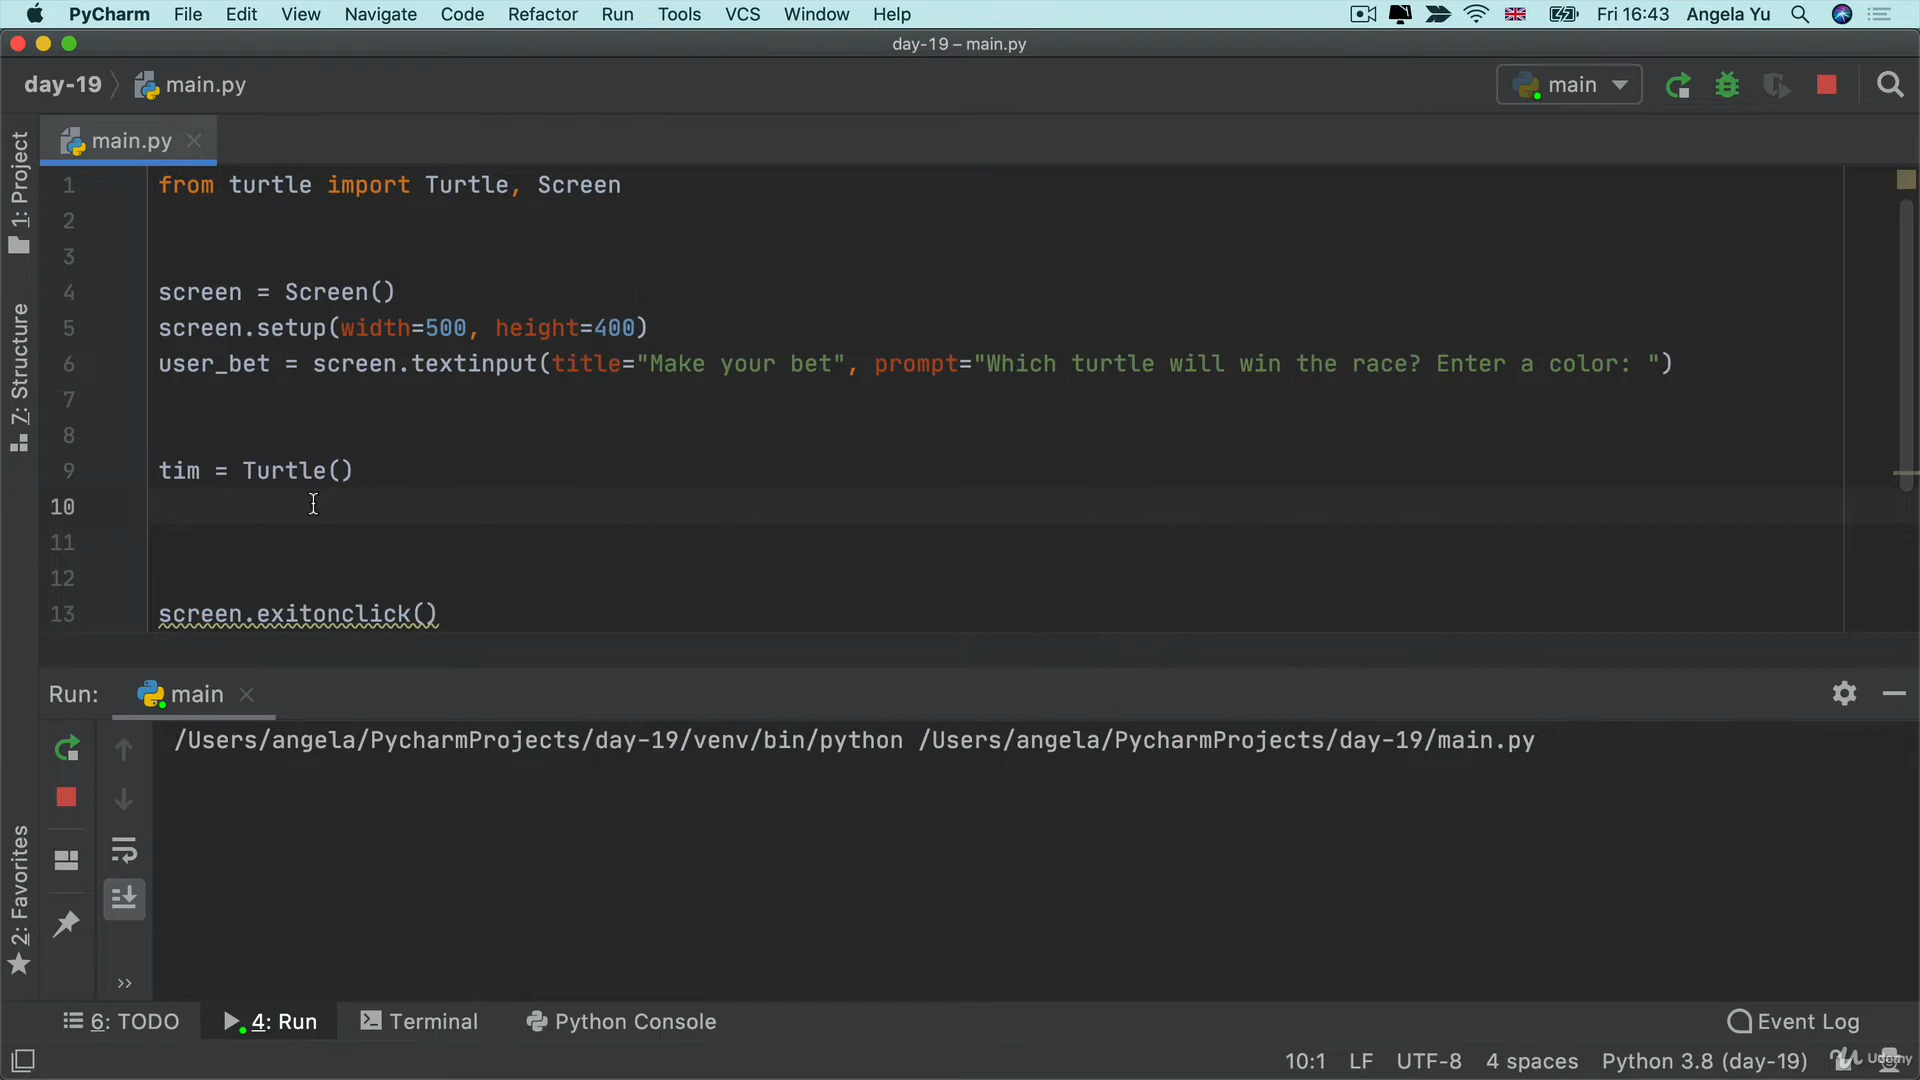 PyCharm File Edit View Navigate Code Refactor Run Tools VCS Window Help Fri 16:43 Angela Yu
day-19 – main.py
day-19 main.py main
1: Project
7: Structure
2: Favorites
main.py
1 from turtle import Turtle, Screen
2
3
4 screen = Screen()
5 screen.setup(width=500, height=400)
6 user_bet = screen.textinput(title="Make your bet", prompt="Which turtle will win the race? Enter a color: ")
7
8
9 tim = Turtle()
10
11
12
13 screen.exitonclick()
Run: main
/Users/angela/PycharmProjects/day-19/venv/bin/python /Users/angela/PycharmProjects/day-19/main.py
6: TODO 4: Run Terminal Python Console Event Log
10:1 LF UTF-8 4 spaces Python 3.8 (day-19) Udemy